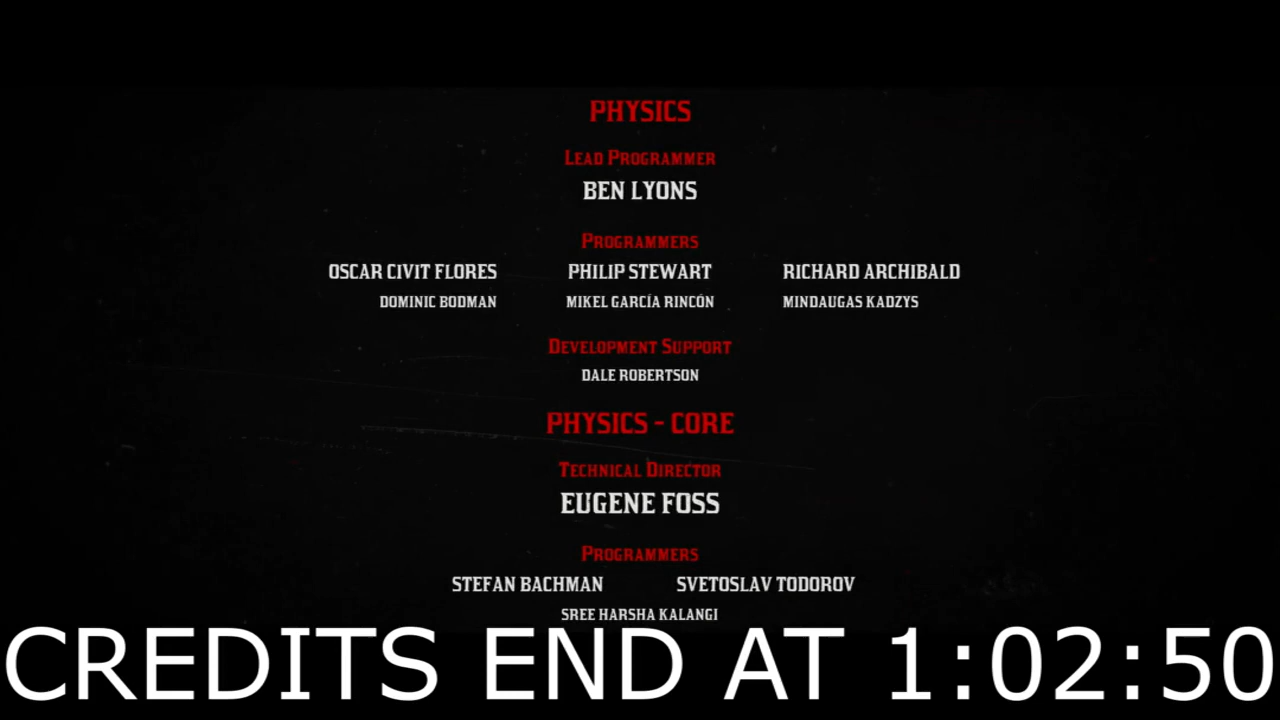 PHYSICS
LEAD PROGRAMMER
BEN LYONS
PROGRAMMERS
OSCAR CIVIT FLORES PHILIP STEWART RICHARD ARCHIBALD
DOMINIC BODMAN MIKEL GARCÍA RINCÓN MINDAUGAS KADZYS
DEVELOPMENT SUPPORT
DALE ROBERTSON
PHYSICS - CORE
TECHNICAL DIRECTOR
EUGENE FOSS
PROGRAMMERS
STEFAN BACHMAN SVETOSLAV TODOROV
SREE HARSHA KALANGI
CREDITS END AT 1:02:50